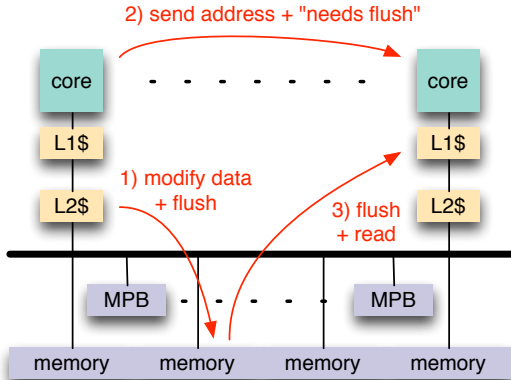 2) send address + "needs flush"
core
core
L1$
L1$
1) modify data
+ flush
L2$
L2$
3) flush
+ read
MPB
MPB
memory
memory
memory
memory